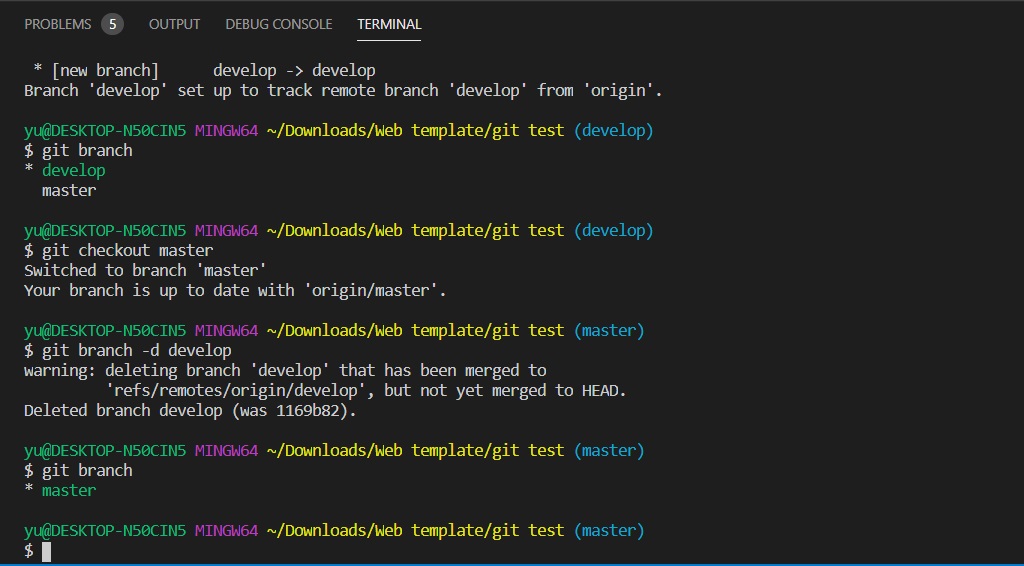 PROBLEMS 5 OUTPUT DEBUG CONSOLE TERMINAL
* [new branch]      develop -> develop
Branch 'develop' set up to track remote branch 'develop' from 'origin'.
yu@DESKTOP-N50CIN5 MINGW64 ~/Downloads/Web template/git test (develop)
$ git branch
* develop
  master
yu@DESKTOP-N50CIN5 MINGW64 ~/Downloads/Web template/git test (develop)
$ git checkout master
Switched to branch 'master'
Your branch is up to date with 'origin/master'.
yu@DESKTOP-N50CIN5 MINGW64 ~/Downloads/Web template/git test (master)
$ git branch -d develop
warning: deleting branch 'develop' that has been merged to
         'refs/remotes/origin/develop', but not yet merged to HEAD.
Deleted branch develop (was 1169b82).
yu@DESKTOP-N50CIN5 MINGW64 ~/Downloads/Web template/git test (master)
$ git branch
* master
yu@DESKTOP-N50CIN5 MINGW64 ~/Downloads/Web template/git test (master)
$